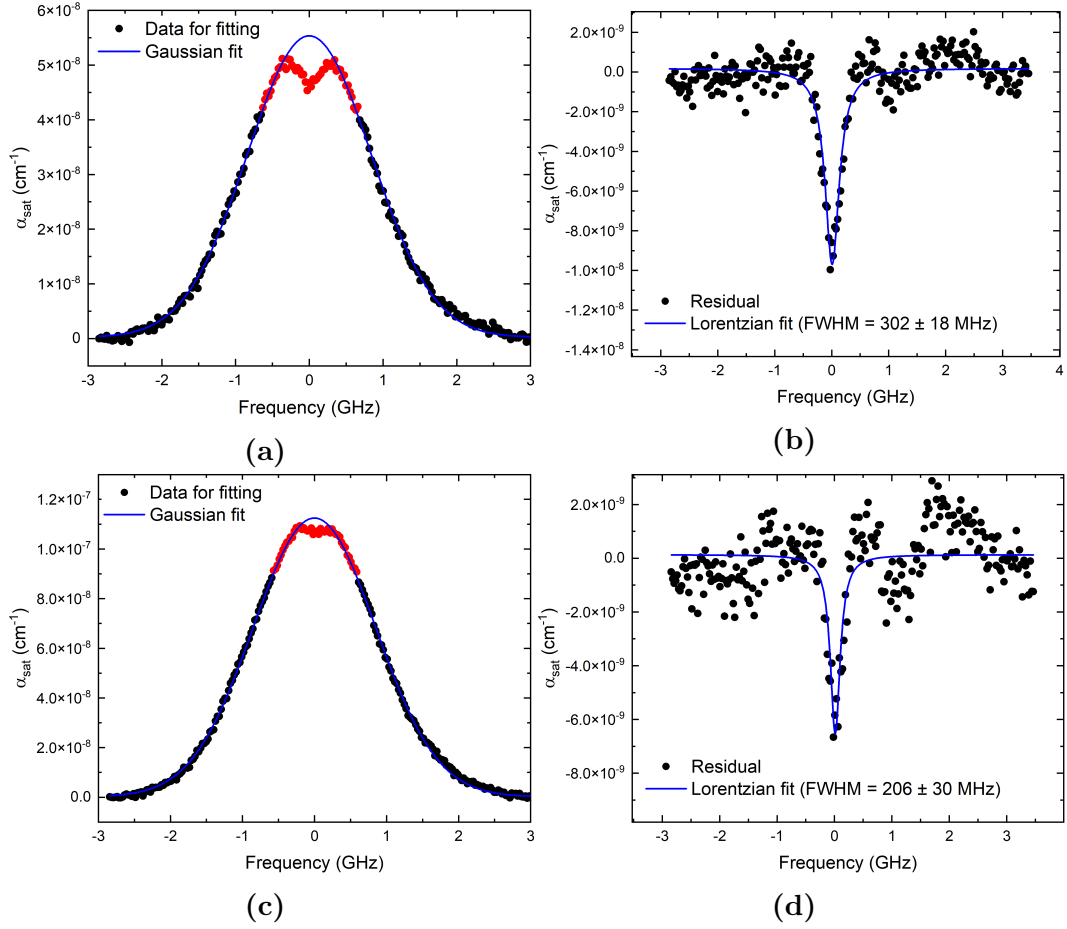 6×10⁻⁸
5×10⁻⁸
4×10⁻⁸
3×10⁻⁸
2×10⁻⁸
1×10⁻⁸
0
αsat (cm⁻¹)
Data for fitting
Gaussian fit
-3 -2 -1 0 1 2 3
Frequency (GHz)
(a)
2.0×10⁻⁹
0.0
-2.0×10⁻⁹
-4.0×10⁻⁹
-6.0×10⁻⁹
-8.0×10⁻⁹
-1.0×10⁻⁸
-1.2×10⁻⁸
-1.4×10⁻⁸
αsat (cm⁻¹)
Residual
Lorentzian fit (FWHM = 302 ± 18 MHz)
-3 -2 -1 0 1 2 3 4
Frequency (GHz)
(b)
1.2×10⁻⁷
1.0×10⁻⁷
8.0×10⁻⁸
6.0×10⁻⁸
4.0×10⁻⁸
2.0×10⁻⁸
0.0
αsat (cm⁻¹)
Data for fitting
Gaussian fit
-3 -2 -1 0 1 2 3
Frequency (GHz)
(c)
2.0×10⁻⁹
0.0
-2.0×10⁻⁹
-4.0×10⁻⁹
-6.0×10⁻⁹
-8.0×10⁻⁹
αsat (cm⁻¹)
Residual
Lorentzian fit (FWHM = 206 ± 30 MHz)
-3 -2 -1 0 1 2 3
Frequency (GHz)
(d)